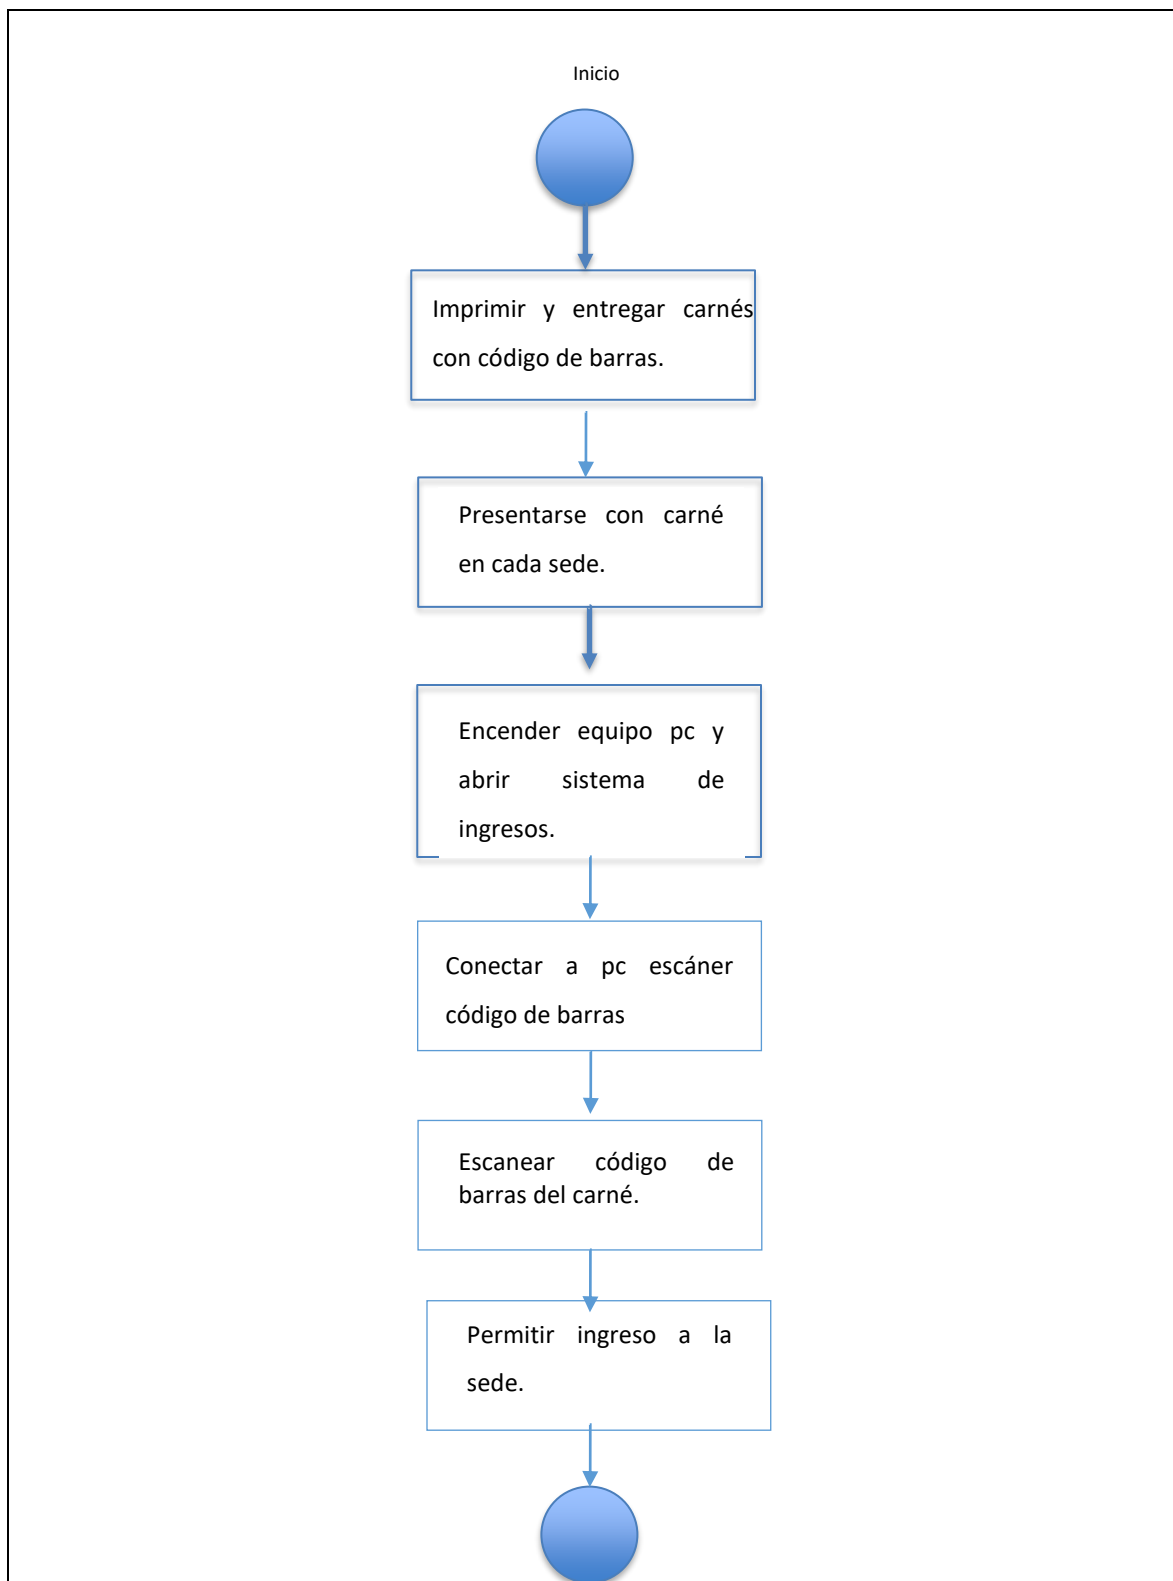 Inicio
Imprimir y entregar carnés
con código de barras.
Presentarse con carné
en cada sede.
Encender equipo pc y
abrir sistema de
ingresos.
Conectar a pc escáner
código de barras
Escanear código de
barras del carné.
Permitir ingreso a la
sede.